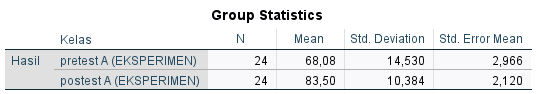 Group Statistics
Kelas N Mean Std. Deviation Std. Error Mean
Hasil pretest A (EKSPERIMEN) 24 68,08 14,530 2,966
postest A (EKSPERIMEN) 24 83,50 10,384 2,120